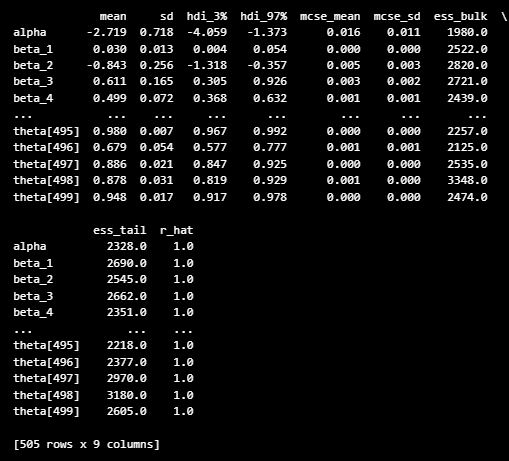 mean sd hdi_3% hdi_97% mcse_mean mcse_sd ess_bulk \
alpha -2.719 0.718 -4.059 -1.373 0.016 0.011 1980.0
beta_1 0.030 0.013 0.004 0.054 0.000 0.000 2522.0
beta_2 -0.843 0.256 -1.318 -0.357 0.005 0.003 2820.0
beta_3 0.611 0.165 0.305 0.926 0.003 0.002 2721.0
beta_4 0.499 0.072 0.368 0.632 0.001 0.001 2439.0
... ... ... ... ... ... ... ...
theta[495] 0.980 0.007 0.967 0.992 0.000 0.000 2257.0
theta[496] 0.679 0.054 0.577 0.777 0.001 0.001 2125.0
theta[497] 0.886 0.021 0.847 0.925 0.000 0.000 2535.0
theta[498] 0.878 0.031 0.819 0.929 0.001 0.000 3348.0
theta[499] 0.948 0.017 0.917 0.978 0.000 0.000 2474.0
ess_tail r_hat
alpha 2328.0 1.0
beta_1 2690.0 1.0
beta_2 2545.0 1.0
beta_3 2662.0 1.0
beta_4 2351.0 1.0
... ... ...
theta[495] 2218.0 1.0
theta[496] 2377.0 1.0
theta[497] 2970.0 1.0
theta[498] 3180.0 1.0
theta[499] 2605.0 1.0
[505 rows x 9 columns]